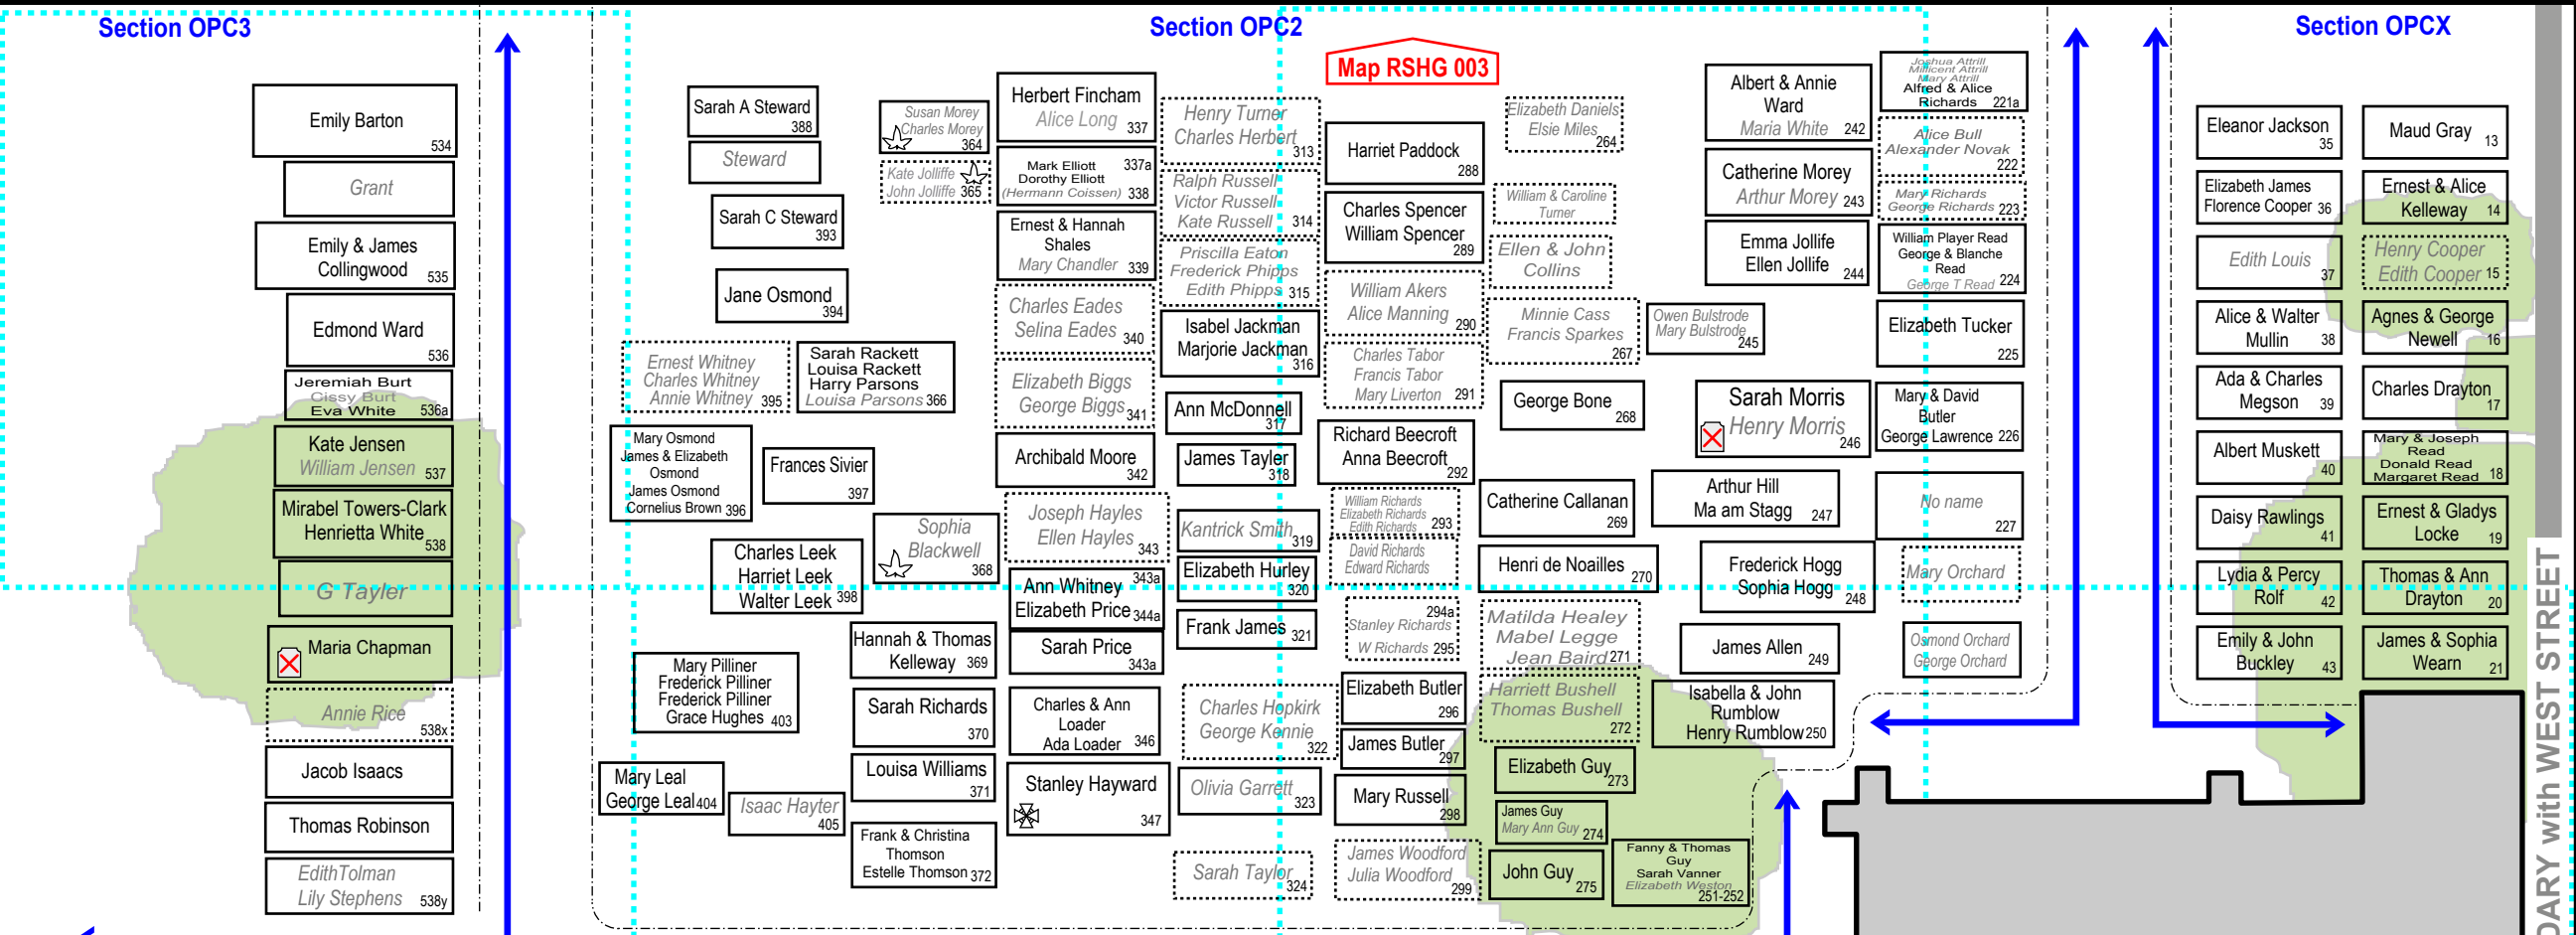 Section OPC3
Section OPC2
Section OPCX
Map RSHG 003
Emily Barton
534
Grant
Emily & James
Collingwood
535
Edmond Ward
536
Jeremiah Burt
Cissy Burt
Eva White
536a
Kate Jensen
William Jensen
537
Mirabel Towers-Clark
Henrietta White
538
G Tayler
Maria Chapman
Annie Rice
538x
Jacob Isaacs
Thomas Robinson
EdithTolman
Lily Stephens
538y
Sarah A Steward
388
Steward
Sarah C Steward
393
Jane Osmond
394
Ernest Whitney
Charles Whitney
Annie Whitney
395
Sarah Rackett
Louisa Rackett
Harry Parsons
Louisa Parsons
366
Mary Osmond
James & Elizabeth
Osmond
James Osmond
Cornelius Brown
396
Frances Sivier
397
Charles Leek
Harriet Leek
Walter Leek
398
Mary Pilliner
Frederick Pilliner
Frederick Pilliner
Grace Hughes
403
Mary Leal
George Leal
404
Isaac Hayter
405
Susan Morey
Charles Morey
364
Kate Jolliffe
John Jolliffe
365
Sophia
Blackwell
368
Hannah & Thomas
Kelleway
369
Sarah Richards
370
Louisa Williams
371
Frank & Christina
Thomson
Estelle Thomson
372
Herbert Fincham
Alice Long
337
Mark Elliott
337a
Dorothy Elliott
(Hermann Coissen)
338
Ernest & Hannah
Shales
Mary Chandler
339
Charles Eades
Selina Eades
340
Elizabeth Biggs
George Biggs
341
Archibald Moore
342
Joseph Hayles
Ellen Hayles
343
Ann Whitney
343a
Elizabeth Price
344a
Sarah Price
343a
Charles & Ann
Loader
Ada Loader
346
Stanley Hayward
347
Henry Turner
Charles Herbert
313
Ralph Russell
Victor Russell
Kate Russell
314
Priscilla Eaton
Frederick Phipps
Edith Phipps
315
Isabel Jackman
Marjorie Jackman
316
Ann McDonnell
317
James Tayler
318
Kantrick Smith
319
Elizabeth Hurley
320
Frank James
321
Charles Hopkirk
George Kennie
322
Olivia Garrett
323
Sarah Taylor
324
Harriet Paddock
288
Charles Spencer
William Spencer
289
William Akers
Alice Manning
290
Charles Tabor
Francis Tabor
Mary Liverton
291
Richard Beecroft
Anna Beecroft
292
William Richards
Elizabeth Richards
Edith Richards
293
David Richards
Edward Richards
294a
Stanley Richards
W Richards
295
Elizabeth Butler
296
James Butler
297
Mary Russell
298
James Woodford
Julia Woodford
299
Elizabeth Daniels
Elsie Miles
264
William & Caroline
Turner
Ellen & John
Collins
Minnie Cass
Francis Sparkes
267
George Bone
268
Catherine Callanan
269
Henri de Noailles
270
Matilda Healey
Mabel Legge
Jean Baird
271
Harriett Bushell
Thomas Bushell
272
Elizabeth Guy
273
James Guy
Mary Ann Guy
274
John Guy
275
Albert & Annie
Ward
Maria White
242
Catherine Morey
Arthur Morey
243
Emma Jollife
Ellen Jollife
244
Owen Bulstrode
Mary Bulstrode
245
Sarah Morris
Henry Morris
246
Arthur Hill
Ma am Stagg
247
Frederick Hogg
Sophia Hogg
248
James Allen
249
Isabella & John
Rumblow
Henry Rumblow
250
Fanny & Thomas
Guy
Sarah Vanner
Elizabeth Weston
251-252
Joshua Attrill
Millicent Attrill
Mary Attrill
Alfred & Alice
Richards
221a
Alice Bull
Alexander Novak
222
Mary Richards
George Richards
223
William Player Read
George & Blanche
Read
George T Read
224
Elizabeth Tucker
225
Mary & David
Butler
George Lawrence
226
No name
227
Mary Orchard
Osmond Orchard
George Orchard
Eleanor Jackson
35
Elizabeth James
Florence Cooper
36
Edith Louis
37
Alice & Walter
Mullin
38
Ada & Charles
Megson
39
Albert Muskett
40
Daisy Rawlings
41
Lydia & Percy
Rolf
42
Emily & John
Buckley
43
Maud Gray
13
Ernest & Alice
Kelleway
14
Henry Cooper
Edith Cooper
15
Agnes & George
Newell
16
Charles Drayton
17
Mary & Joseph
Read
Donald Read
Margaret Read
18
Ernest & Gladys
Locke
19
Thomas & Ann
Drayton
20
James & Sophia
Wearn
21
DARY with WEST STREET